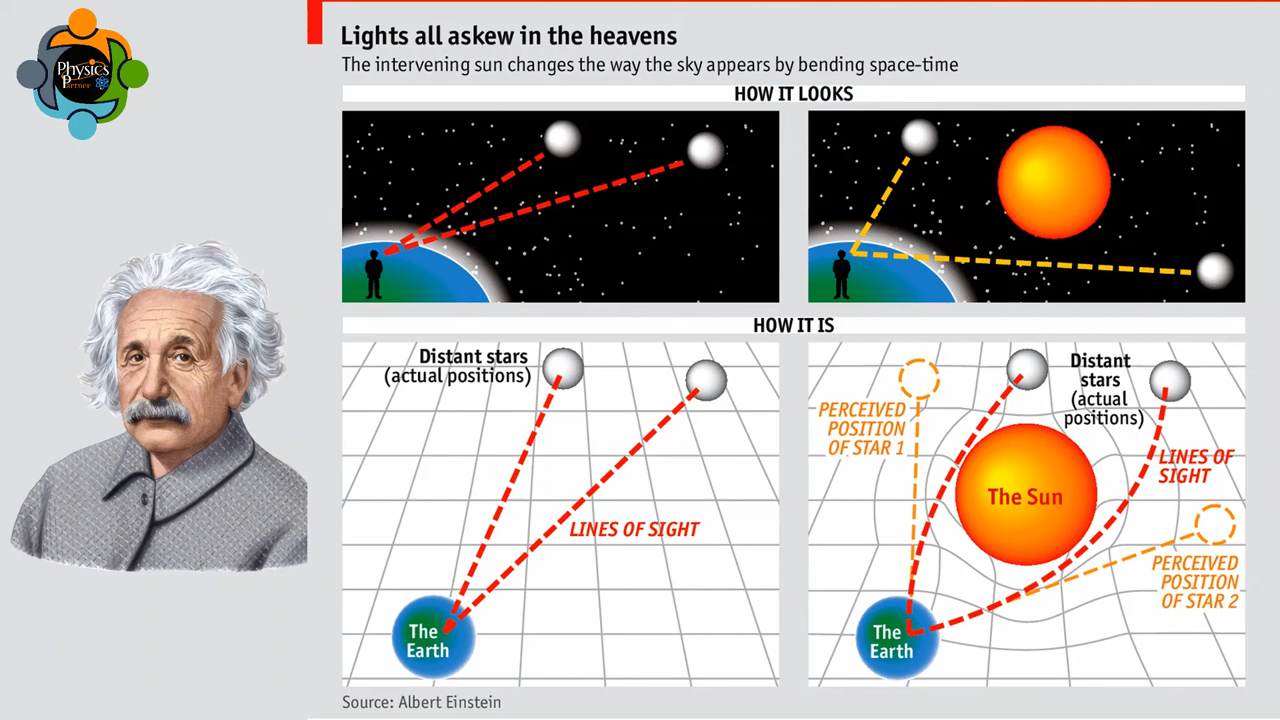 Physics
Partner
Lights all askew in the heavens
The intervening sun changes the way the sky appears by bending space-time
HOW IT LOOKS
HOW IT IS
Distant stars
(actual positions)
LINES OF SIGHT
The
Earth
PERCEIVED
POSITION
OF STAR 1
Distant
stars
(actual
positions)
LINES OF
SIGHT
The Sun
PERCEIVED
POSITION
OF STAR 2
The
Earth
Source: Albert Einstein